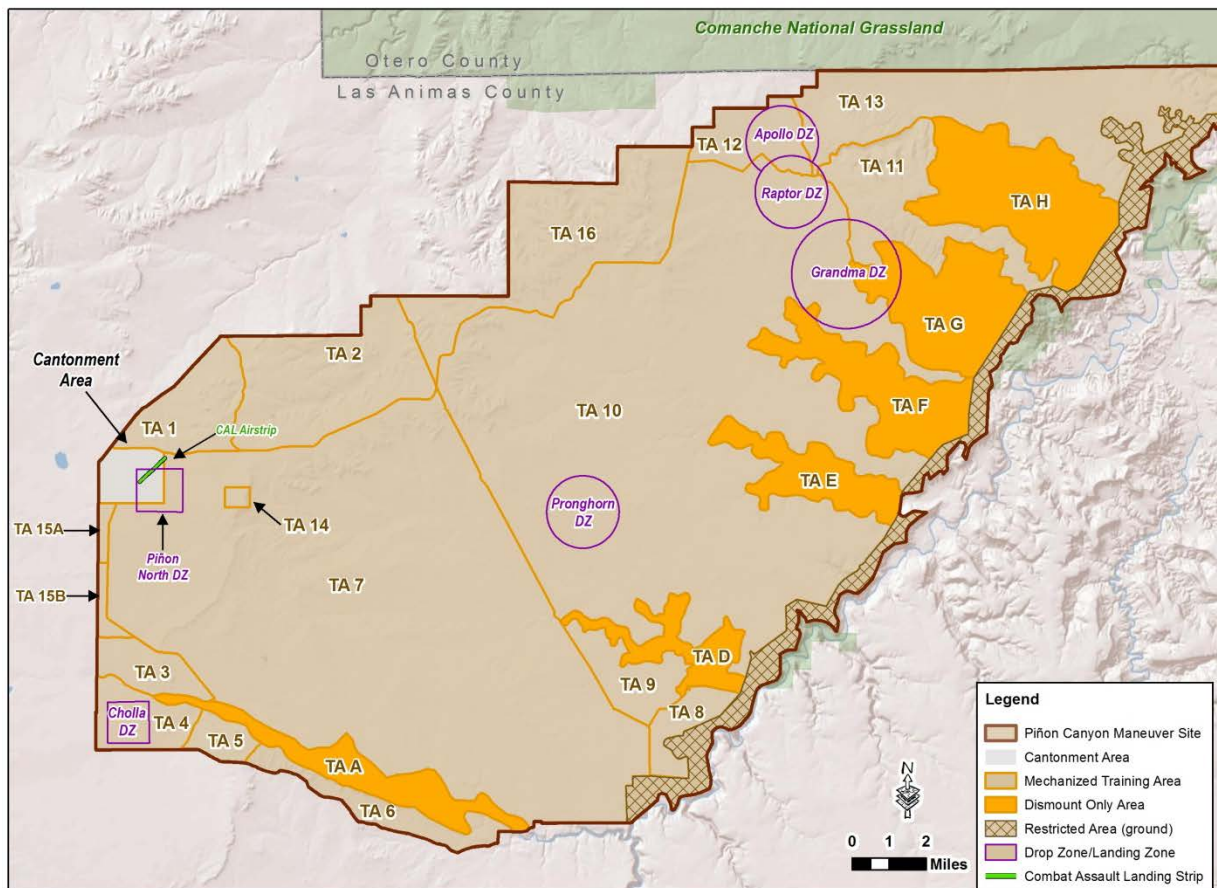 Comanche National Grassland
Otero County
Las Animas County
TA 13
Apollo DZ
TA 12
TA 11
Raptor DZ
TA H
TA 16
Grandma DZ
TA G
TA 2
Cantonment
Area
TA F
TA 10
TA 1
CAL Airstrip
TA E
Pronghorn
DZ
TA 14
TA 15A
Piñon
North DZ
TA 7
TA 15B
TA D
TA 3
TA 9
Cholla
DZ
TA 4
TA 8
TA 5
TA A
TA 6
N
0 1 2
Miles
Legend
Piñon Canyon Maneuver Site
Cantonment Area
Mechanized Training Area
Dismount Only Area
Restricted Area (ground)
Drop Zone/Landing Zone
Combat Assault Landing Strip